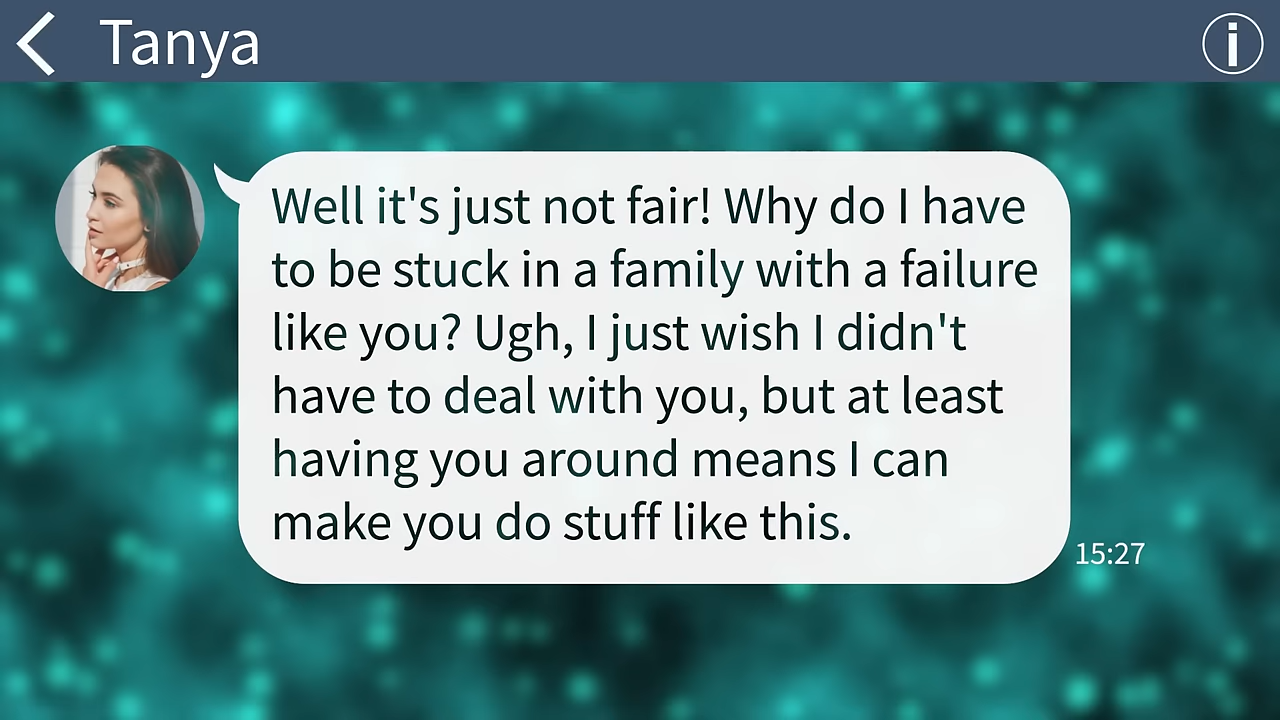 Tanya
Well it's just not fair! Why do I have
to be stuck in a family with a failure
like you? Ugh, I just wish I didn't
have to deal with you, but at least
having you around means I can
make you do stuff like this.
15:27